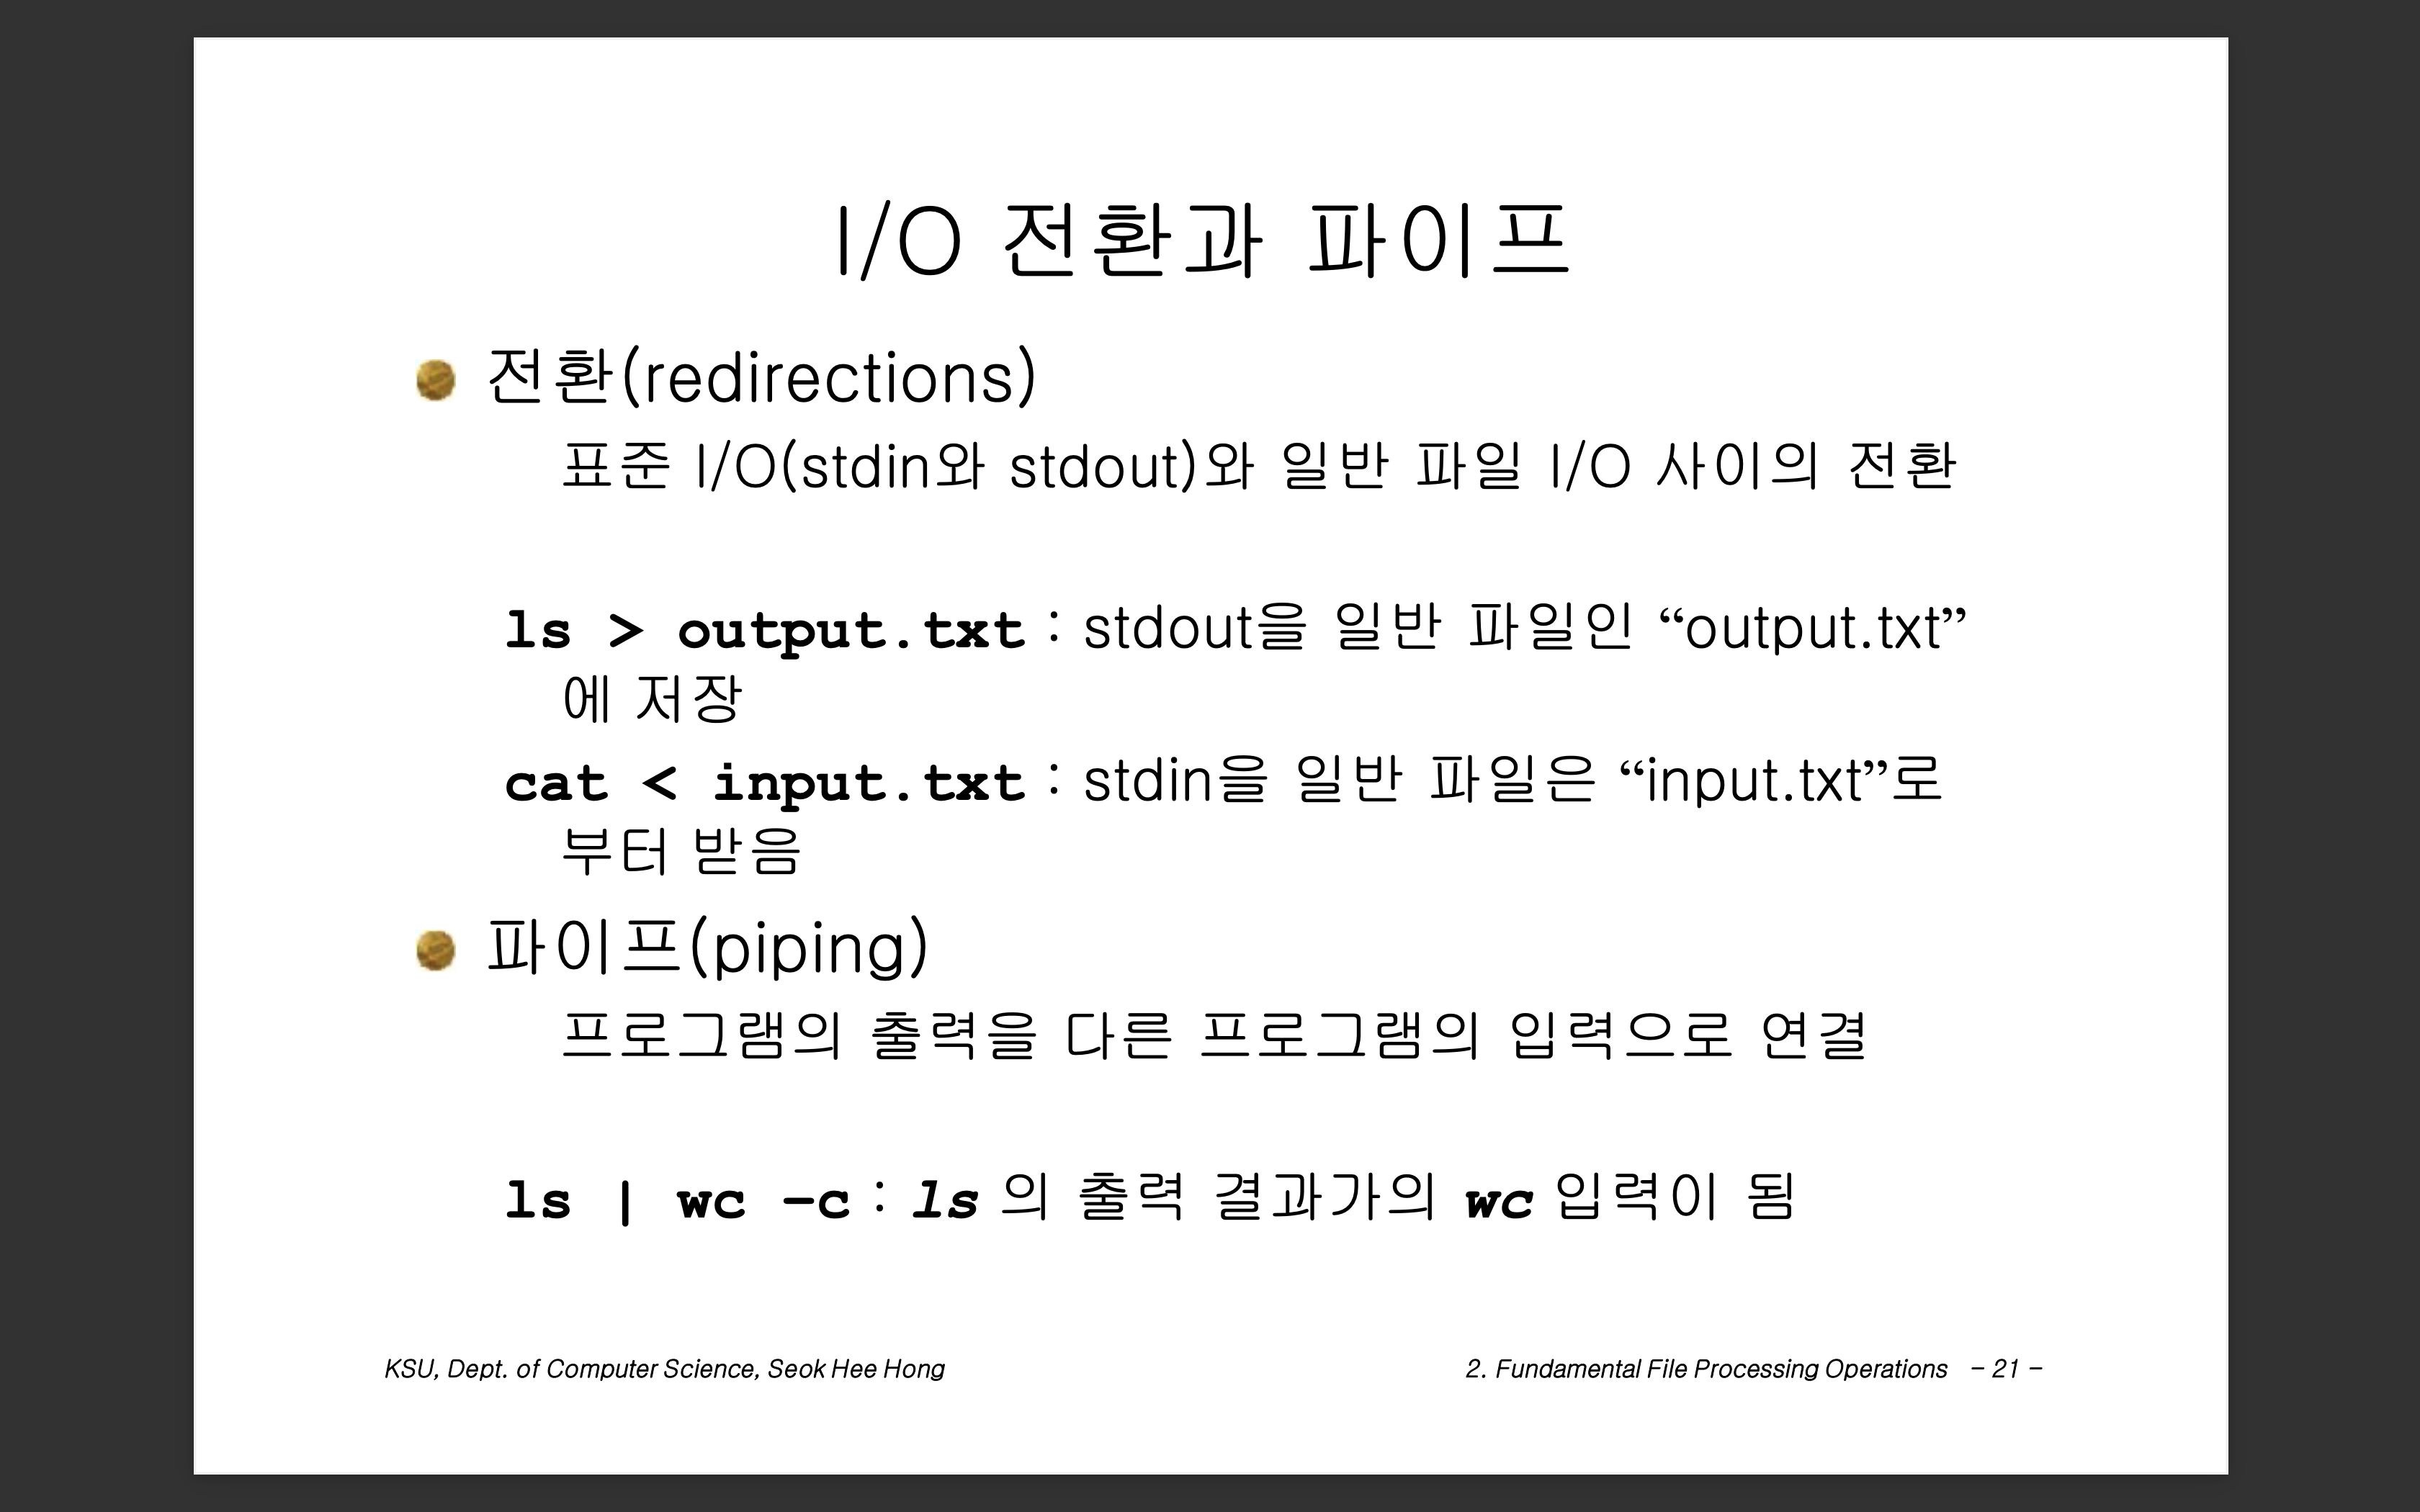 I/O 전환과 파이프
전환(redirections)
표준 I/O(stdin와 stdout)와 일반 파일 I/O 사이의 전환
ls > output.txt : stdout을 일반 파일인 “output.txt”
에 저장
cat < input.txt : stdin을 일반 파일은 “input.txt”로
부터 받음
파이프(piping)
프로그램의 출력을 다른 프로그램의 입력으로 연결
ls | wc -c : ls 의 출력 결과가의 wc 입력이 됨
KSU, Dept. of Computer Science, Seok Hee Hong
2. Fundamental File Processing Operations - 21 -